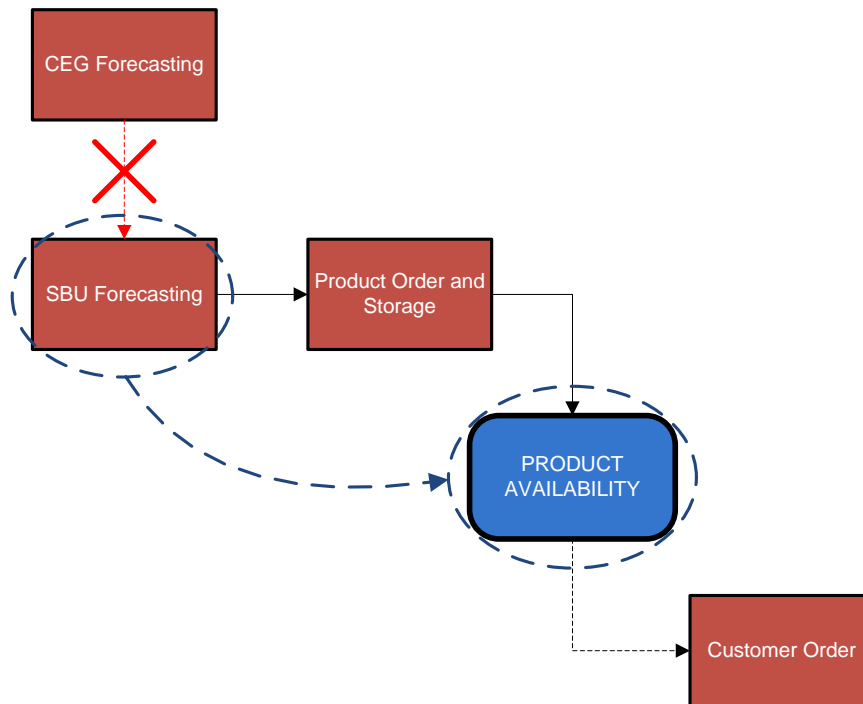 CEG Forecasting
SBU Forecasting
Product Order and
Storage
PRODUCT
AVAILABILITY
Customer Order